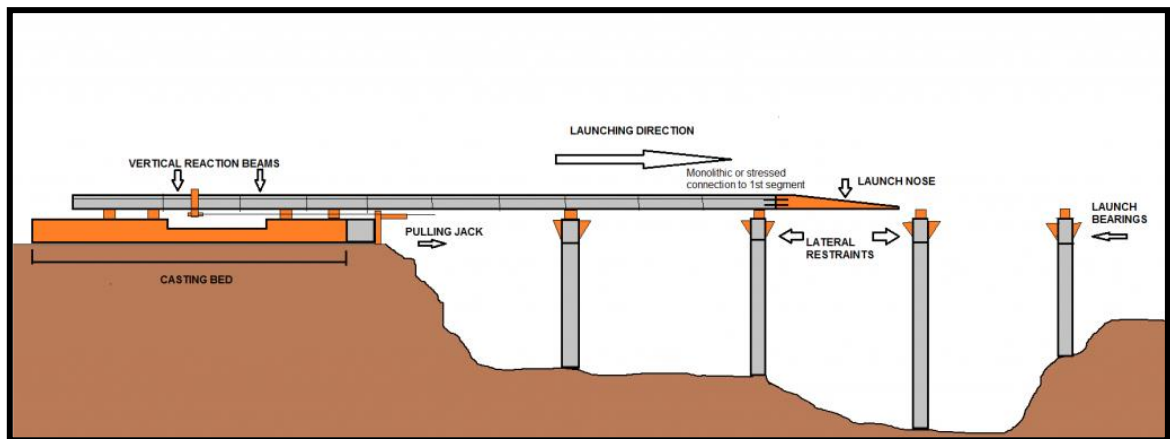 LAUNCHING DIRECTION
VERTICAL REACTION BEAMS
Monolithic or stressed
connection to 1st segment
LAUNCH NOSE
LAUNCH
BEARINGS
PULLING JACK
LATERAL
RESTRAINTS
CASTING BED